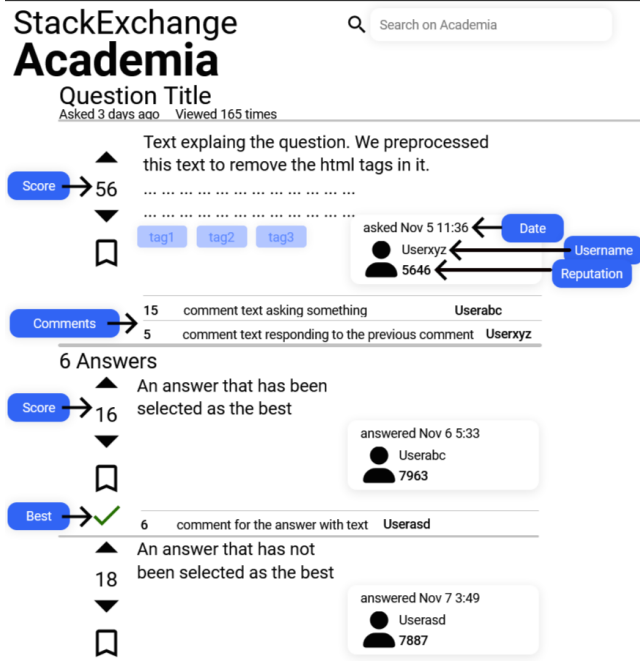 StackExchange
Search on Academia
Academia
Question Title
Asked 3 days ago Viewed 165 times
Text explaing the question. We preprocessed
this text to remove the html tags in it.
Score 56
... ... ... ... ... ... ... ... ... ... ... ...
... ... ... ... ... ... ... ... ... ... ... ...
tag1 tag2 tag3
asked Nov 5 11:36 Date
Userxyz Username
5646 Reputation
15 comment text asking something Userabc
Comments
5 comment text responding to the previous comment Userxyz
6 Answers
An answer that has been
selected as the best
Score 16
answered Nov 6 5:33
Userabc
7963
Best
6 comment for the answer with text Userasd
An answer that has not
been selected as the best
18
answered Nov 7 3:49
Userasd
7887